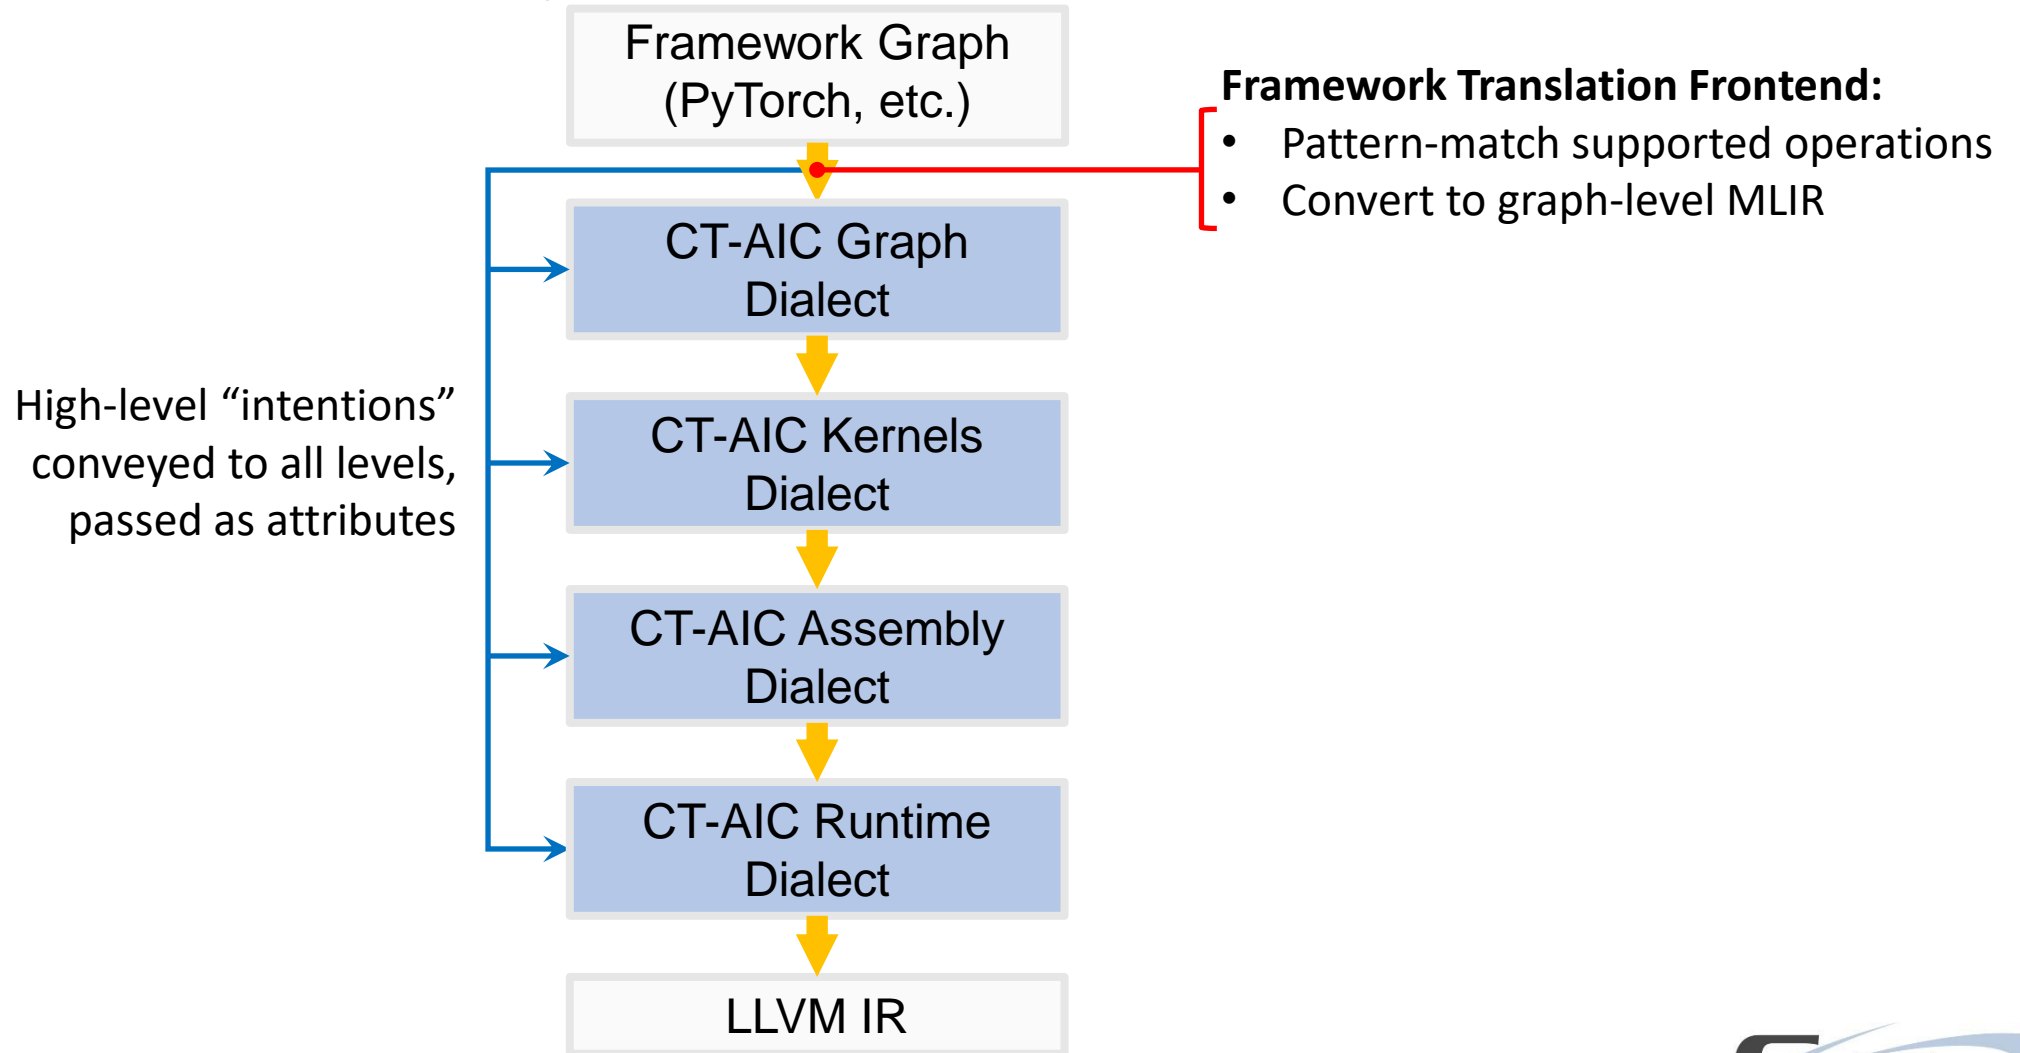 Framework Graph
(PyTorch, etc.)
Framework Translation Frontend:
• Pattern-match supported operations
• Convert to graph-level MLIR
CT-AIC Graph
Dialect
High-level “intentions”
conveyed to all levels,
passed as attributes
CT-AIC Kernels
Dialect
CT-AIC Assembly
Dialect
CT-AIC Runtime
Dialect
LLVM IR